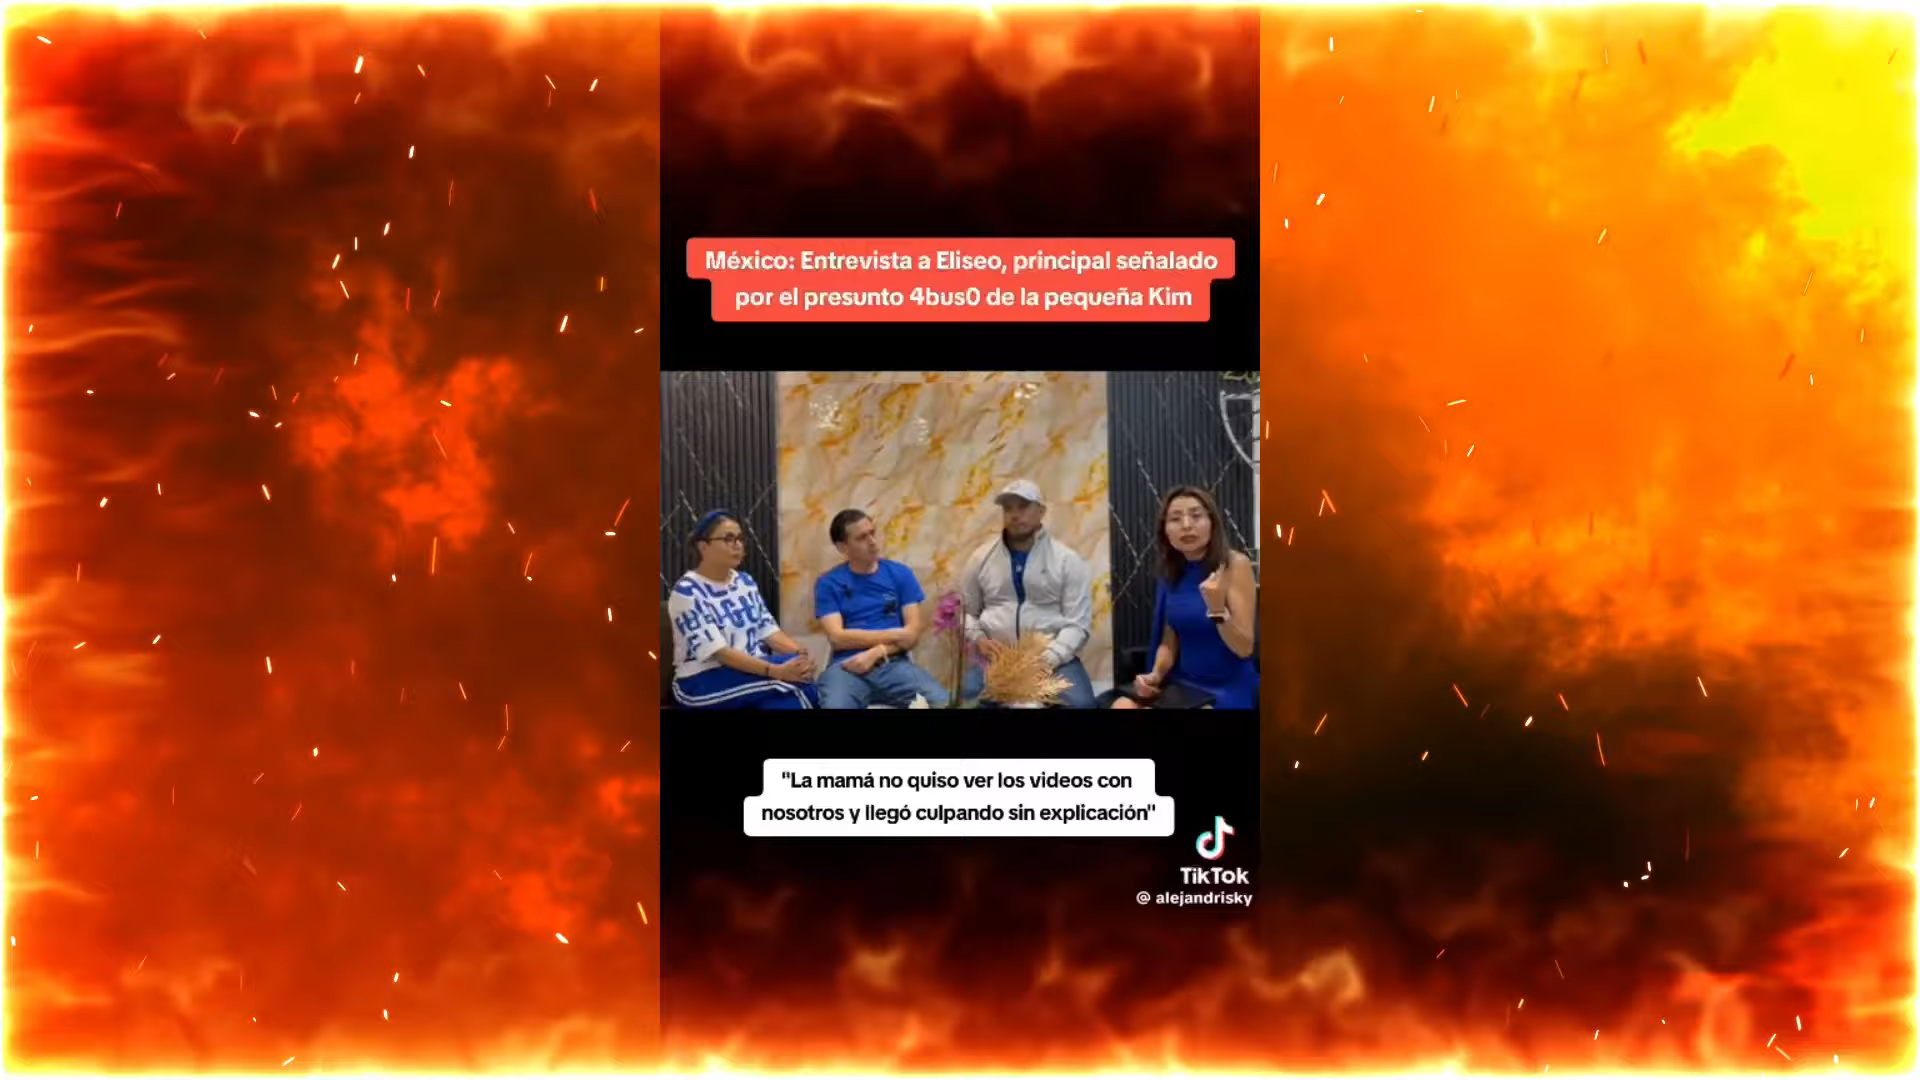 México: Entrevista a Eliseo, principal señalado
por el presunto 4bus0 de la pequeña Kim
"La mamá no quiso ver los videos con
nosotros y llegó culpando sin explicación"
TikTok
@ alejandrisky